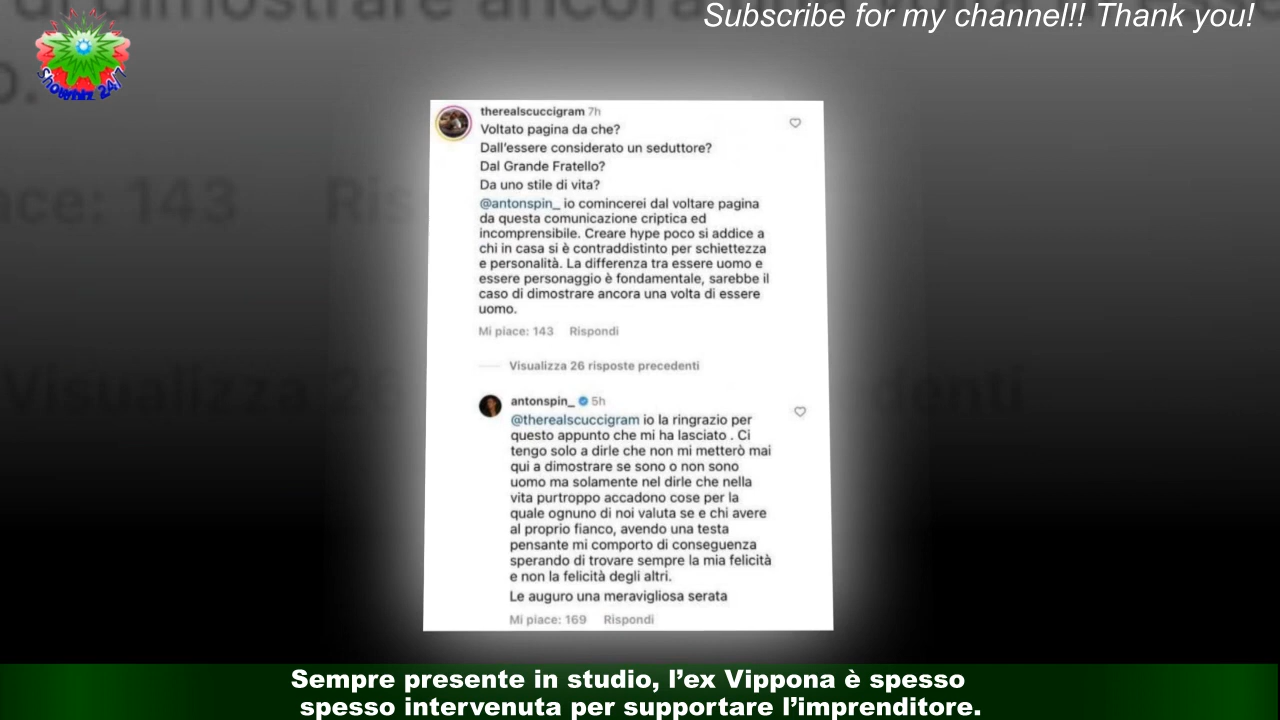 Subscribe for my channel!! Thank you!
Showbiz 24/7
therealscuccigram 7h
Voltato pagina da che?
Dall'essere considerato un seduttore?
Dal Grande Fratello?
Da uno stile di vita?
@antonspin_ io comincerei dal voltare pagina
da questa comunicazione criptica ed
incomprensibile. Creare hype poco si addice a
chi in casa si è contraddistinto per schiettezza
e personalità. La differenza tra essere uomo e
essere personaggio è fondamentale, sarebbe il
caso di dimostrare ancora una volta di essere
uomo.
Mi piace: 143 Rispondi
Visualizza 26 risposte precedenti
antonspin_ 5h
@therealscuccigram io la ringrazio per
questo appunto che mi ha lasciato . Ci
tengo solo a dirle che non mi metterò mai
qui a dimostrare se sono o non sono
uomo ma solamente nel dirle che nella
vita purtroppo accadono cose per la
quale ognuno di noi valuta se e chi avere
al proprio fianco, avendo una testa
pensante mi comporto di conseguenza
sperando di trovare sempre la mia felicità
e non la felicità degli altri.
Le auguro una meravigliosa serata
Mi piace: 169 Rispondi
Sempre presente in studio, l'ex Vippona è spesso
spesso intervenuta per supportare l'imprenditore.